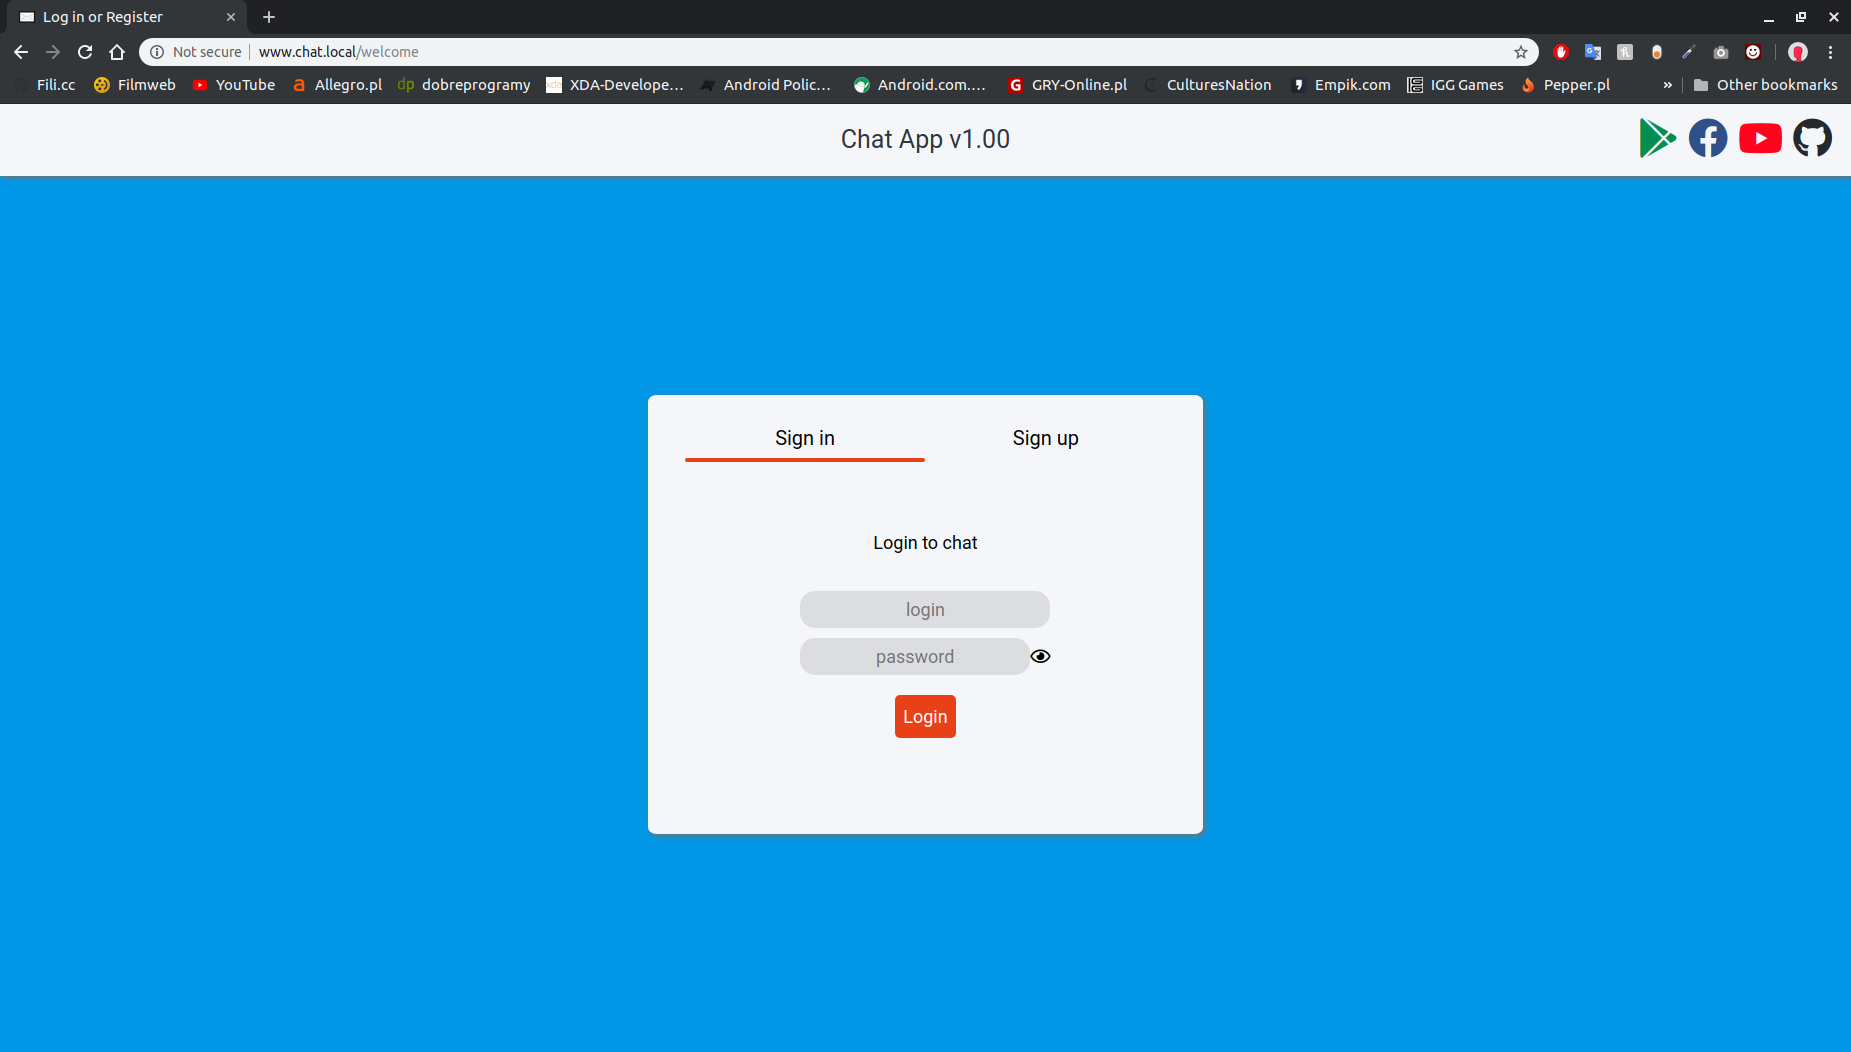 Log in or Register
Not secure | www.chat.local/welcome
Fili.cc Filmweb YouTube a Allegro.pl dp dobreprogramy xda XDA-Develope... Android Polic... Android.com.... G GRY-Online.pl CulturesNation Empik.com IGG Games Pepper.pl » Other bookmarks
Chat App v1.00
Sign in Sign up
Login to chat
login
password
Login